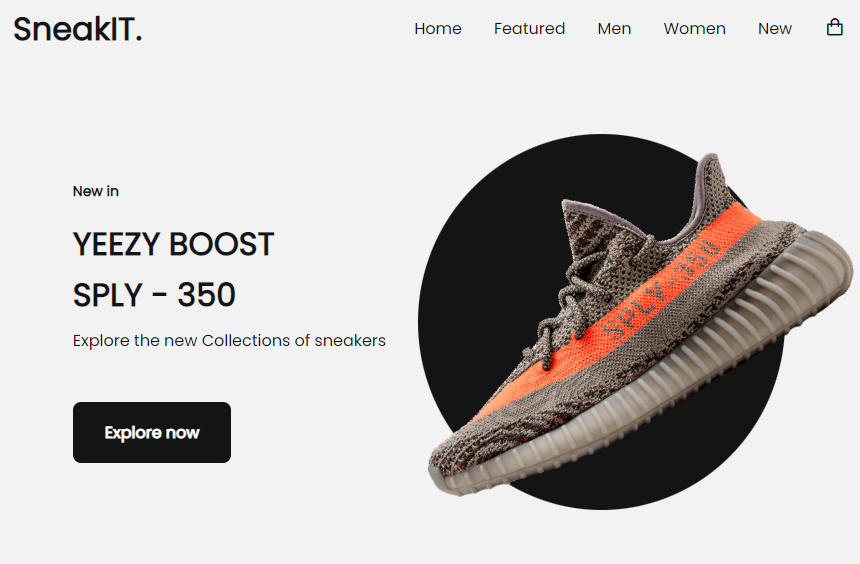 SneakIT.
Home Featured Men Women New
New in
YEEZY BOOST
SPLY - 350
Explore the new Collections of sneakers
Explore now
SPLY-350